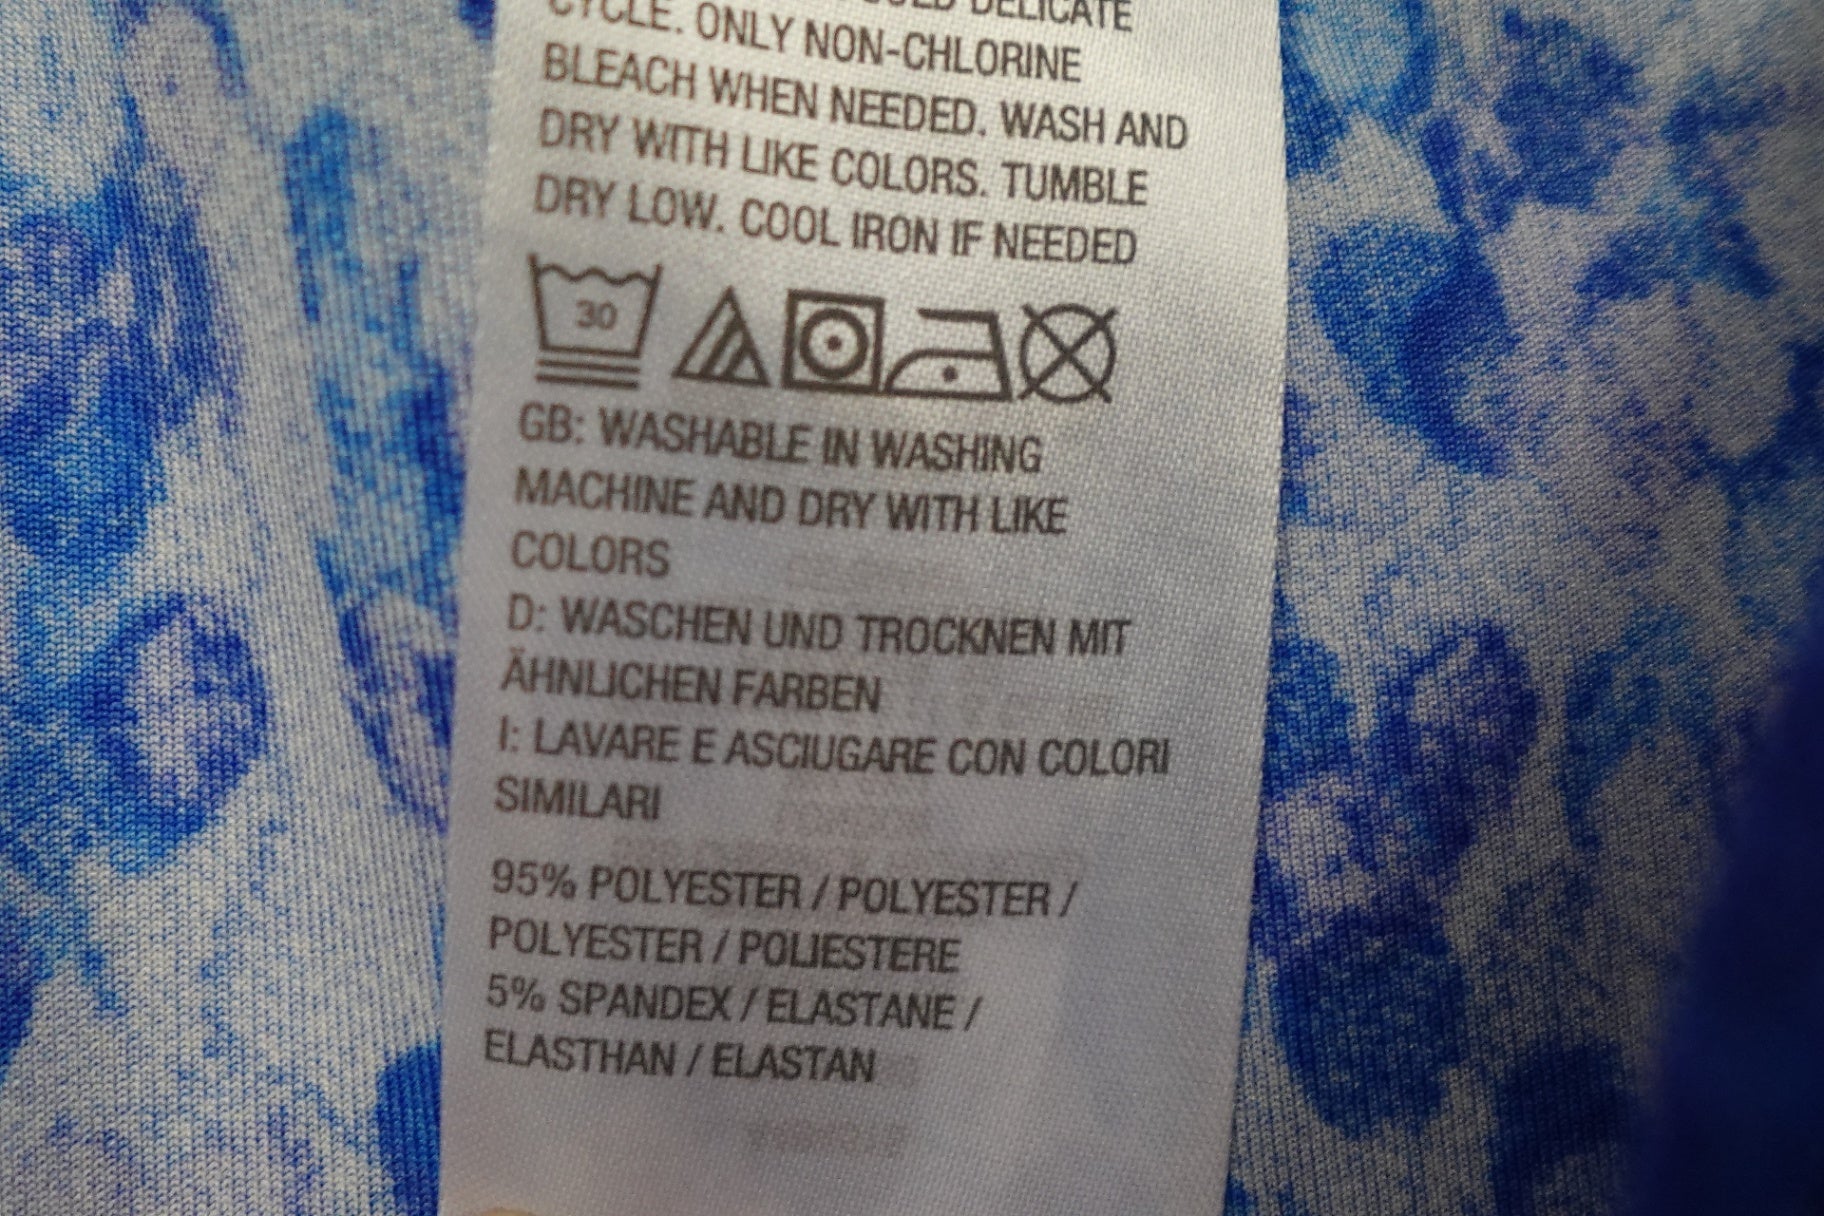 DELICATE
CYCLE. ONLY NON-CHLORINE
BLEACH WHEN NEEDED. WASH AND
DRY WITH LIKE COLORS. TUMBLE
DRY LOW. COOL IRON IF NEEDED
30
GB: WASHABLE IN WASHING
MACHINE AND DRY WITH LIKE
COLORS
D: WASCHEN UND TROCKNEN MIT
ÄHNLICHEN FARBEN
I: LAVARE E ASCIUGARE CON COLORI
SIMILARI
95% POLYESTER / POLYESTER /
POLYESTER / POLIESTERE
5% SPANDEX / ELASTANE /
ELASTHAN / ELASTAN